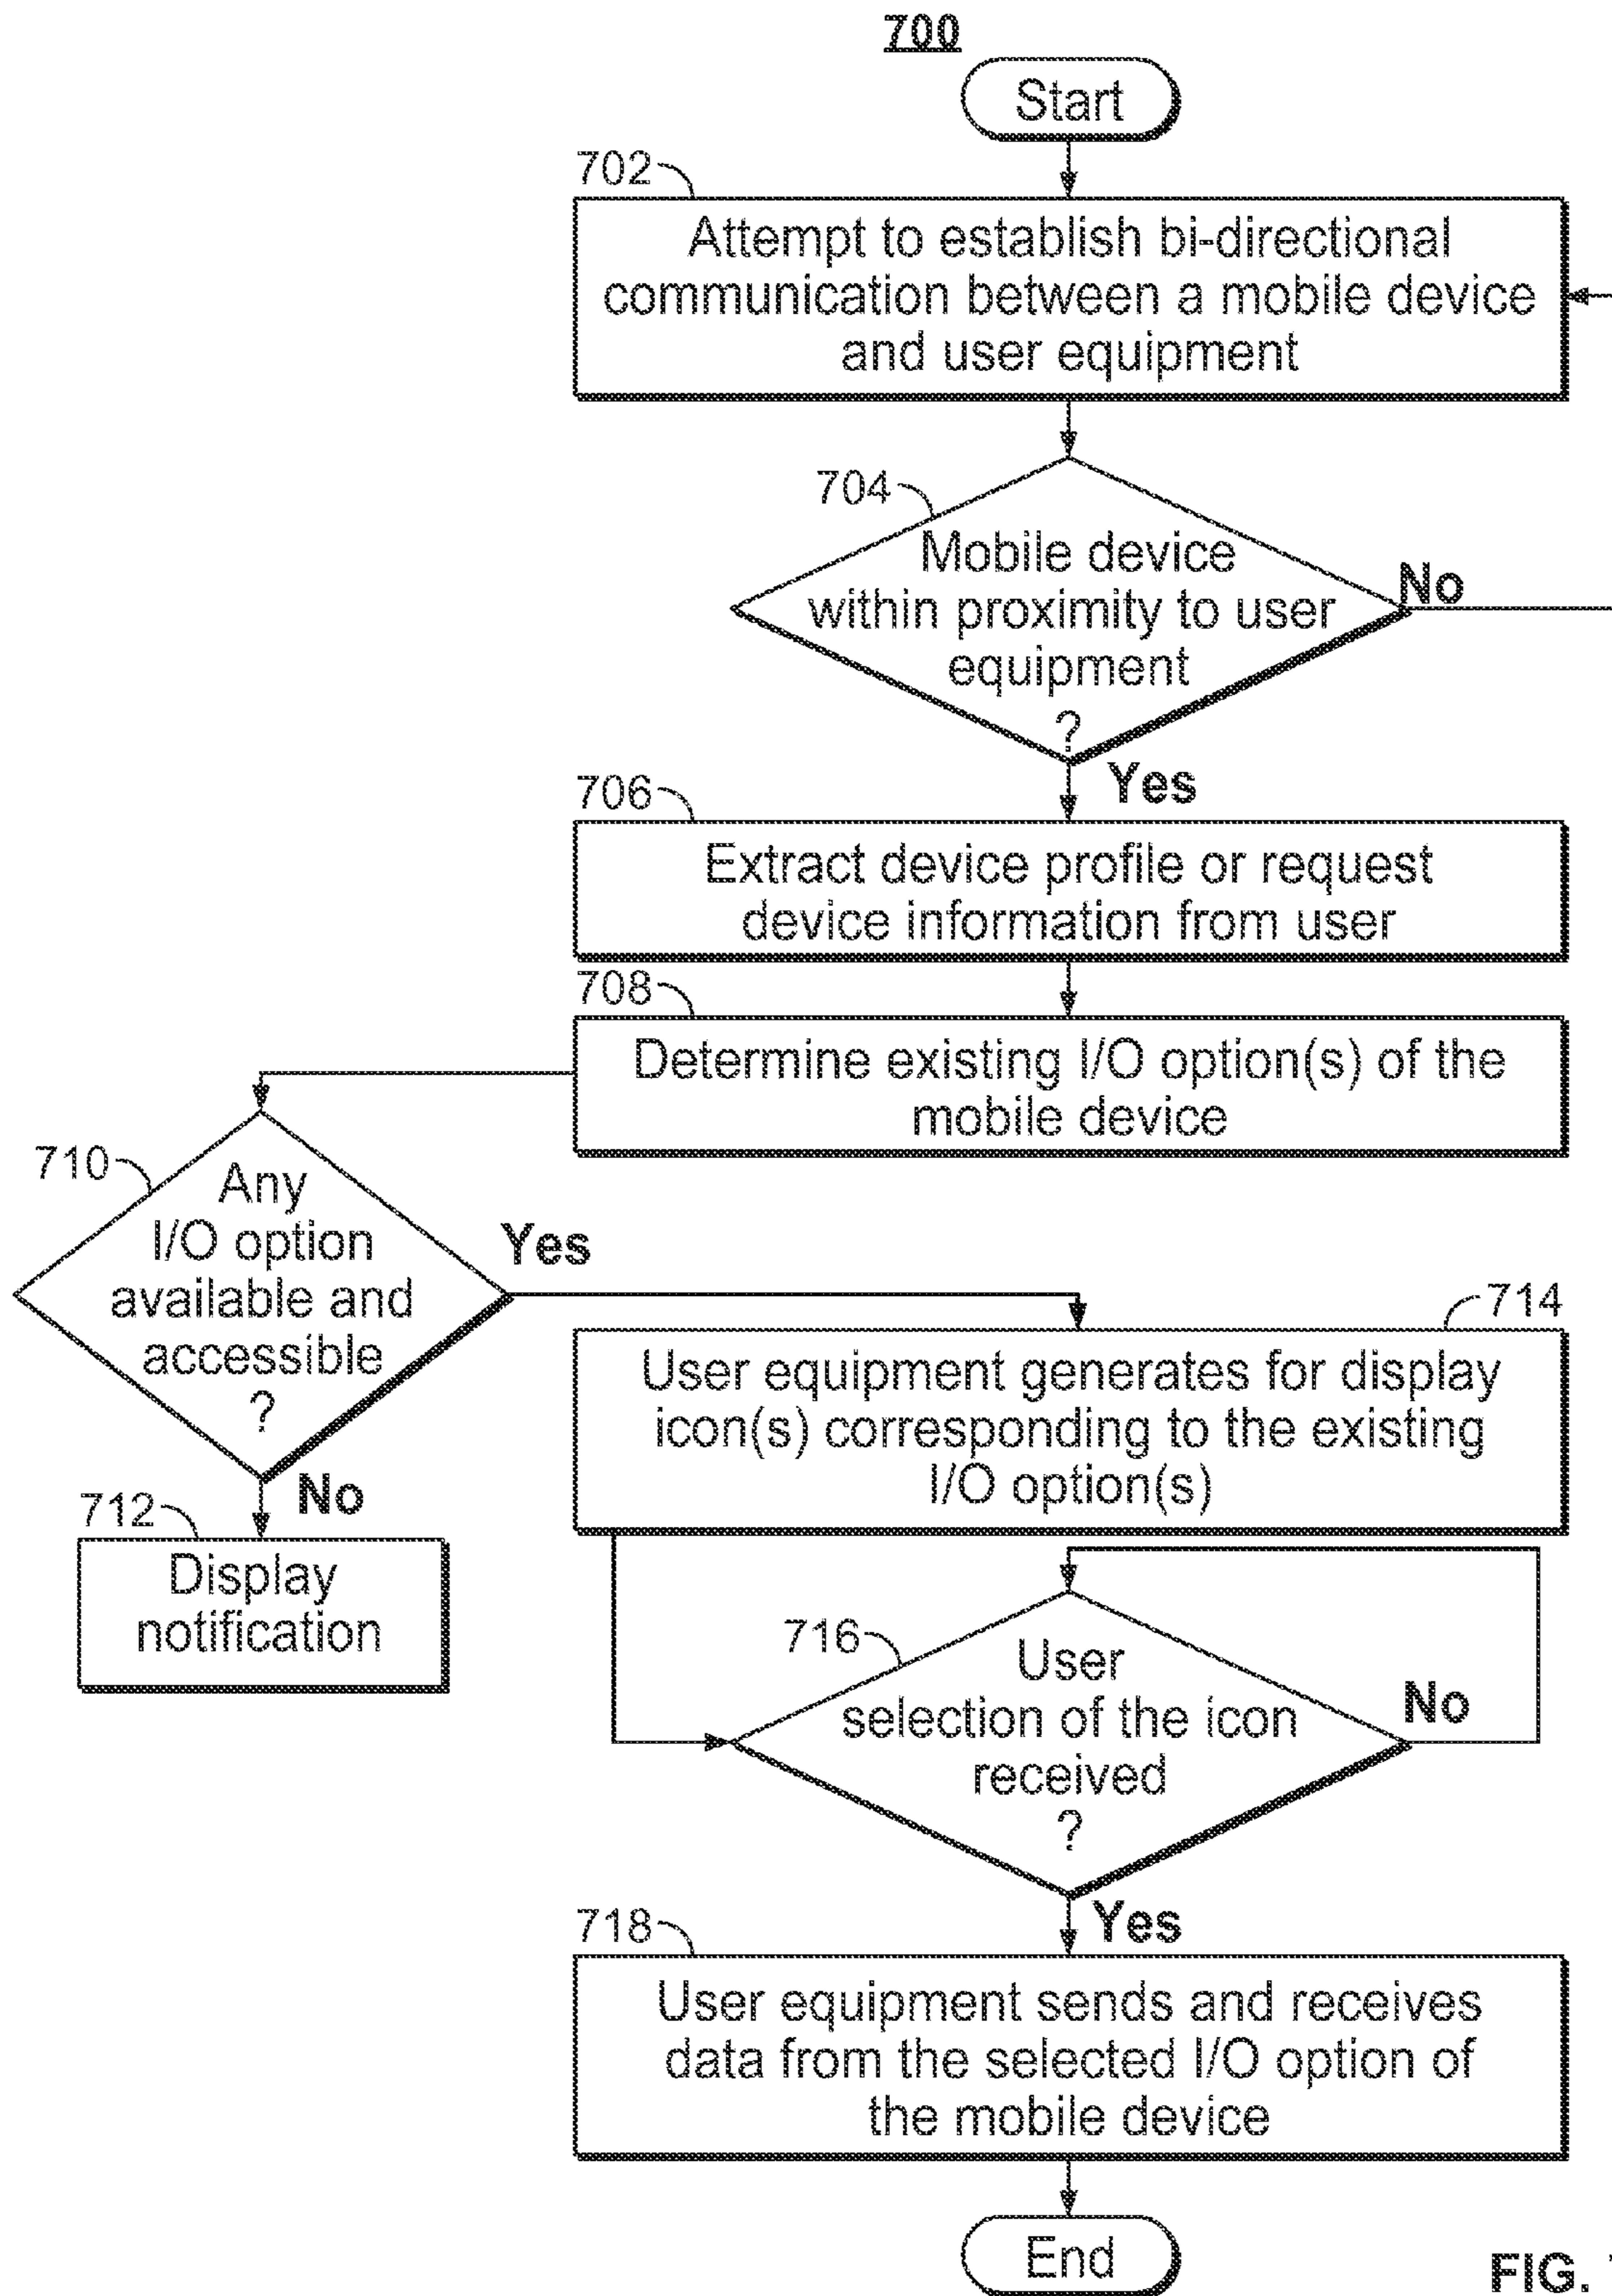 700
Start
702
Attempt to establish bi-directional
communication between a mobile device
and user equipment
704
Mobile device
within proximity to user
equipment
?
No
Yes
706
Extract device profile or request
device information from user
708
Determine existing I/O option(s) of the
mobile device
710
Any
I/O option
available and
accessible
?
Yes
No
712
Display
notification
714
User equipment generates for display
icon(s) corresponding to the existing
I/O option(s)
716
User
selection of the icon
received
?
No
Yes
718
User equipment sends and receives
data from the selected I/O option of
the mobile device
End
FIG.